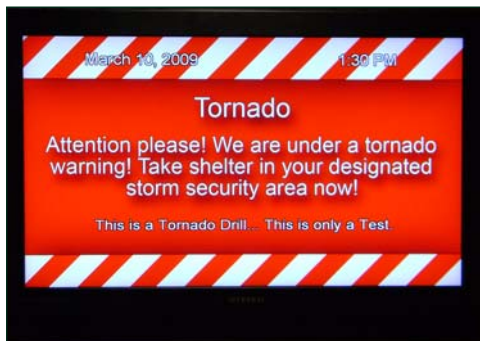 March 10, 2009 1:30 PM
Tornado
Attention please! We are under a tornado
warning! Take shelter in your designated
storm security area now!
This is a Tornado Drill... This is only a Test.